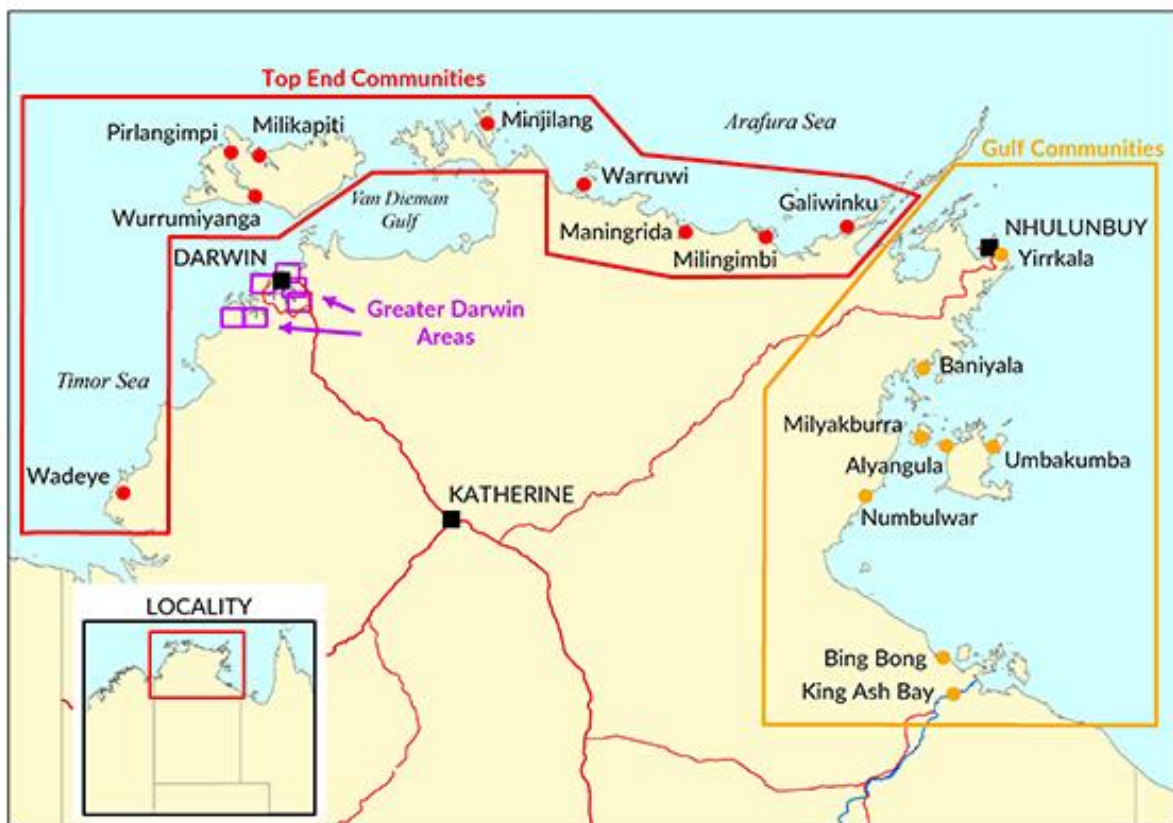 Top End Communities
Pirlangimpi
Milikapiti
Minjilang
Arafura Sea
Gulf Communities
Warruwi
Van Dieman
Gulf
Wurrumiyanga
Galiwinku
Maningrida
Milingimbi
NHULUNBUY
Yirrkala
DARWIN
Greater Darwin
Areas
Timor Sea
Baniyala
Milyakburra
Alyangula
Umbakumba
Wadeye
KATHERINE
Numbulwar
LOCALITY
Bing Bong
King Ash Bay